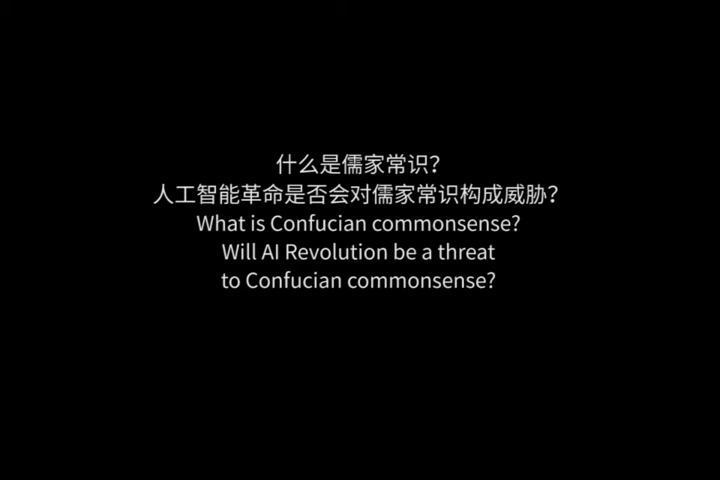 什么是儒家常识？
人工智能革命是否会对儒家常识构成威胁？
What is Confucian commonsense?
Will AI Revolution be a threat
to Confucian commonsense?